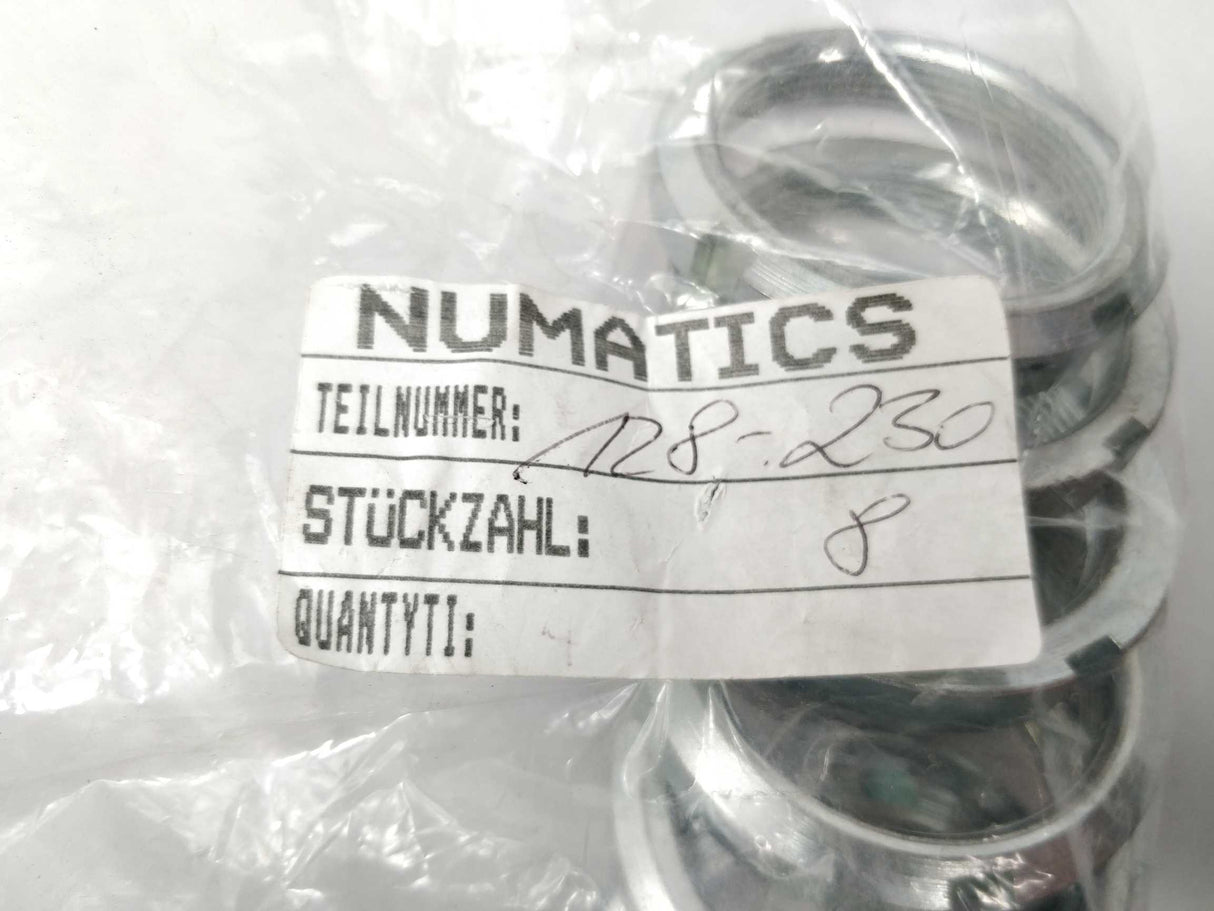 NUMATICS
TEILNUMMER: 128-230
STÜCKZAHL: 8
QUANTYTI: